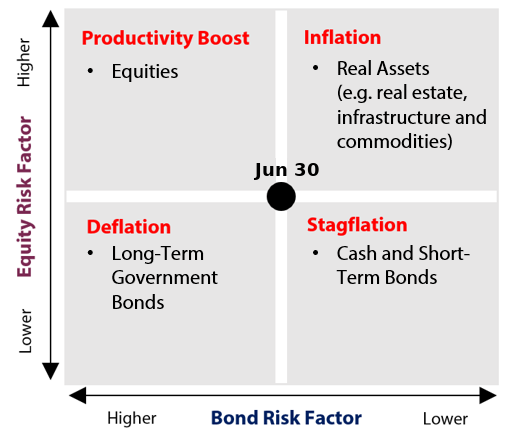 Productivity Boost
• Equities
Inflation
• Real Assets
(e.g. real estate,
infrastructure and
commodities)
Jun 30
Deflation
• Long-Term
Government
Bonds
Stagflation
• Cash and Short-
Term Bonds
Higher
Equity Risk Factor
Lower
Higher
Bond Risk Factor
Lower